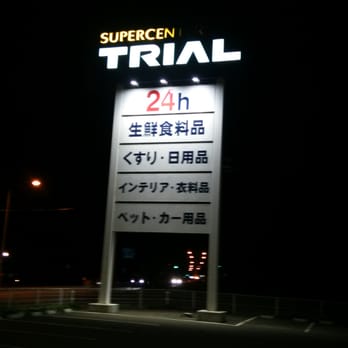 SUPERCEN
TRIAL
24h
生鮮食料品
くすり・日用品
インテリア・衣料品
ペット・カー用品